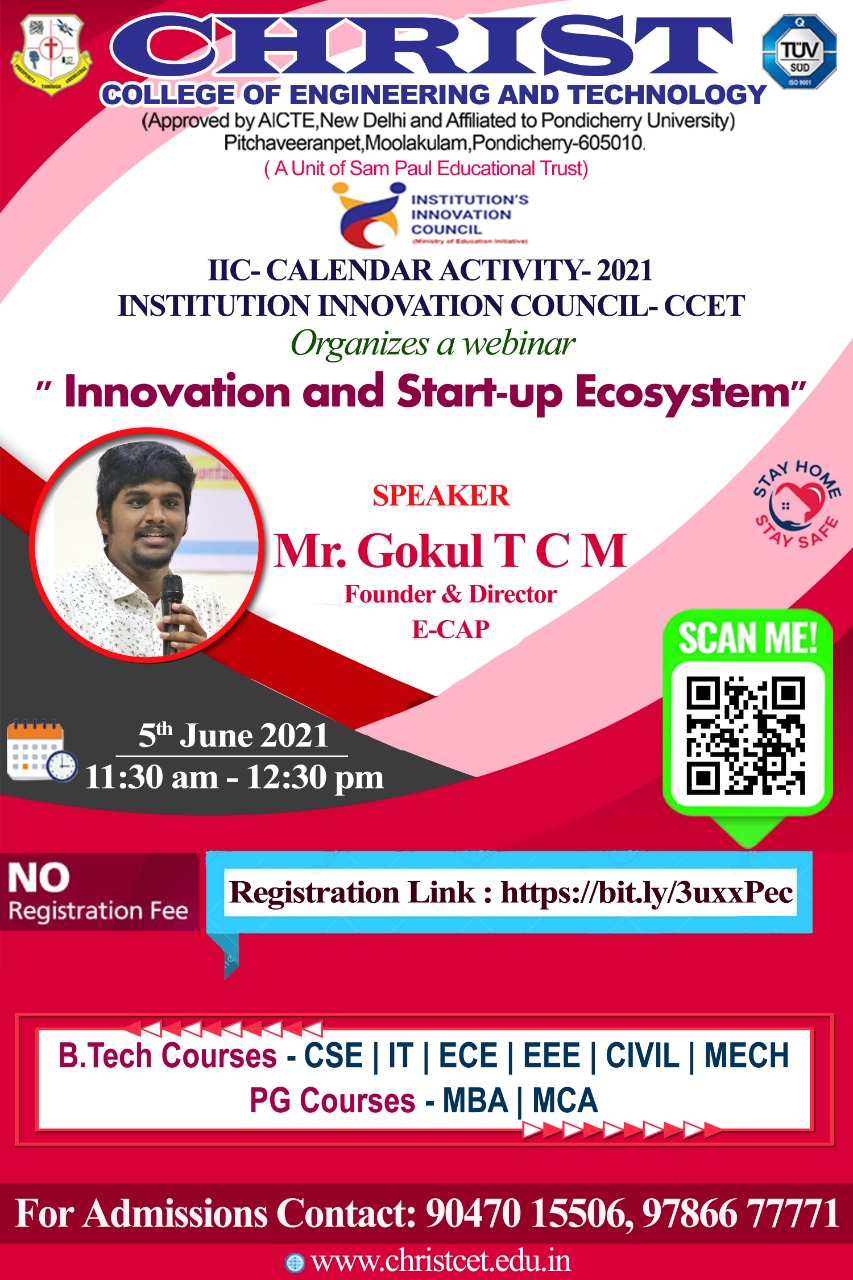 CHRIST
COLLEGE OF ENGINEERING AND TECHNOLOGY
(Approved by AICTE,New Delhi and Affiliated to Pondicherry University)
Pitchaveeranpet,Moolakulam,Pondicherry-605010.
( A Unit of Sam Paul Educational Trust)
PROSPERITY THROUGH KNOWLEDGE
Q
TÜV
SUD
ISO 9001
INSTITUTION'S
INNOVATION
COUNCIL
(Ministry of Education Initiative)
IIC- CALENDAR ACTIVITY- 2021
INSTITUTION INNOVATION COUNCIL- CCET
Organizes a webinar
" Innovation and Start-up Ecosystem"
SPEAKER
Mr. Gokul T C M
Founder & Director
E-CAP
STAY HOME
STAY SAFE
SCAN ME!
5th June 2021
11:30 am - 12:30 pm
NO
Registration Fee
Registration Link : https://bit.ly/3uxxPec
B.Tech Courses - CSE | IT | ECE | EEE | CIVIL | MECH
PG Courses - MBA | MCA
For Admissions Contact: 90470 15506, 97866 77771
www.christcet.edu.in